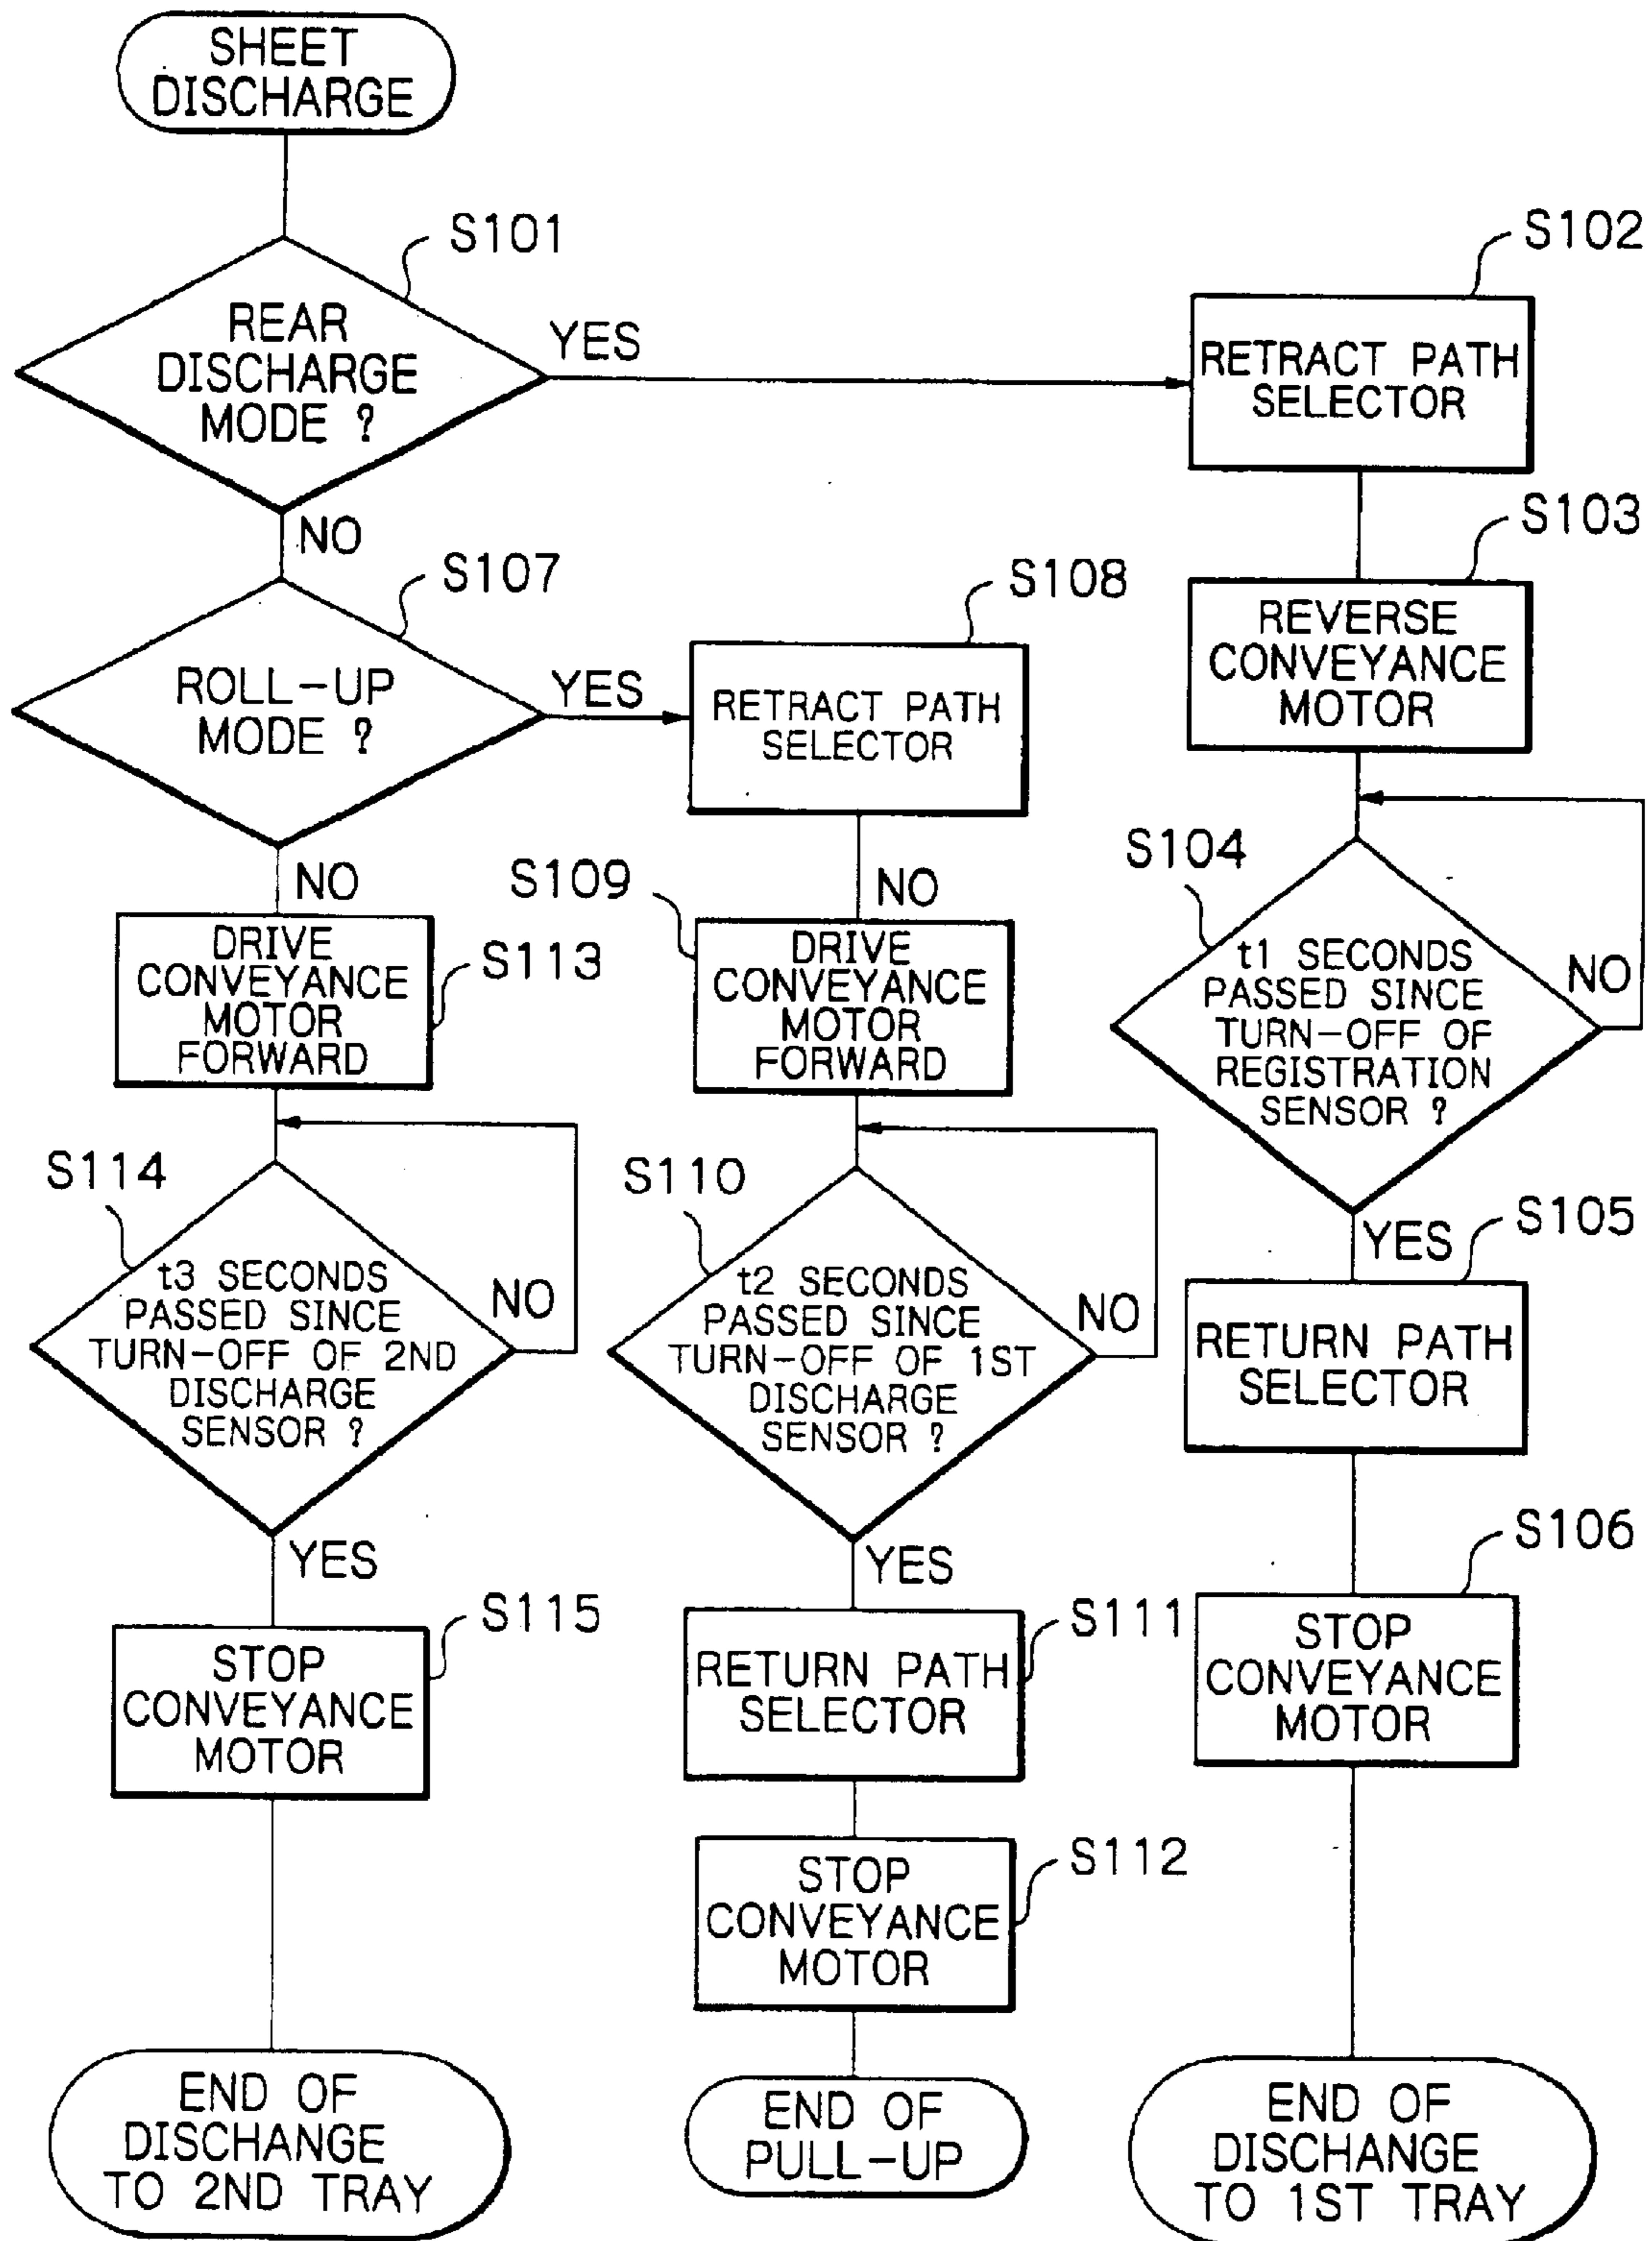 SHEET
DISCHARGE
S101
REAR
DISCHARGE
MODE ?
YES
NO
S102
RETRACT PATH
SELECTOR
S103
REVERSE
CONVEYANCE
MOTOR
S104
t1 SECONDS
PASSED SINCE
TURN-OFF OF
REGISTRATION
SENSOR ?
NO
YES
S105
RETURN PATH
SELECTOR
S106
STOP
CONVEYANCE
MOTOR
END OF
DISCHANGE
TO 1ST TRAY
S107
ROLL-UP
MODE ?
YES
NO
S108
RETRACT PATH
SELECTOR
NO
S109
DRIVE
CONVEYANCE
MOTOR
FORWARD
S110
t2 SECONDS
PASSED SINCE
TURN-OFF OF 1ST
DISCHARGE
SENSOR ?
NO
YES
S111
RETURN PATH
SELECTOR
S112
STOP
CONVEYANCE
MOTOR
END OF
PULL-UP
DRIVE
CONVEYANCE
MOTOR
FORWARD
S113
S114
t3 SECONDS
PASSED SINCE
TURN-OFF OF 2ND
DISCHARGE
SENSOR ?
NO
YES
S115
STOP
CONVEYANCE
MOTOR
END OF
DISCHANGE
TO 2ND TRAY